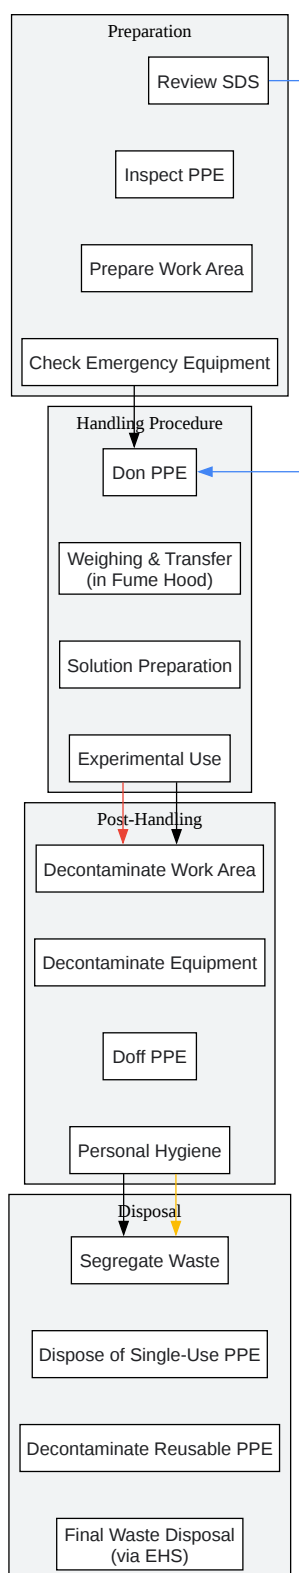 Preparation
Review SDS
Inspect PPE
Prepare Work Area
Check Emergency Equipment
Handling Procedure
Don PPE
Weighing & Transfer
(in Fume Hood)
Solution Preparation
Experimental Use
Post-Handling
Decontaminate Work Area
Decontaminate Equipment
Doff PPE
Personal Hygiene
Disposal
Segregate Waste
Dispose of Single-Use PPE
Decontaminate Reusable PPE
Final Waste Disposal
(via EHS)